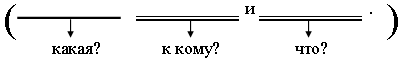 ( и . )
какая? к кому? что?